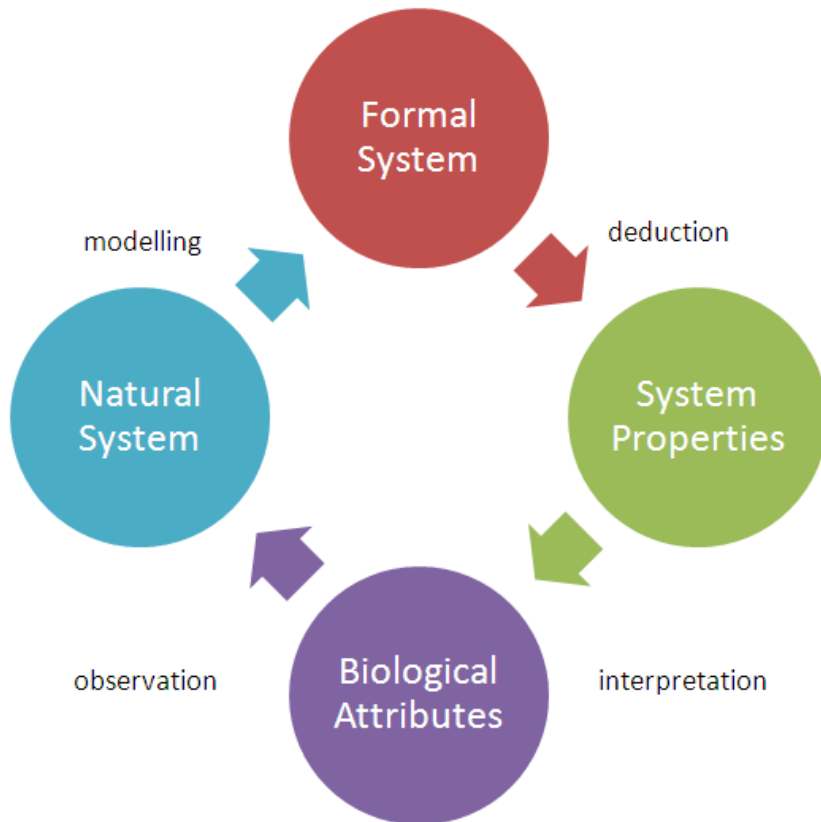 Formal
System
modelling
deduction
Natural
System
System
Properties
observation
Biological
Attributes
interpretation